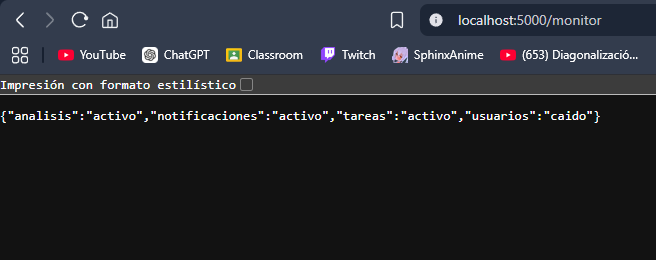 localhost:5000/monitor
YouTube ChatGPT Classroom Twitch SphinxAnime (653) Diagonalizació...
Impresión con formato estilístico
{"analisis":"activo","notificaciones":"activo","tareas":"activo","usuarios":"caido"}